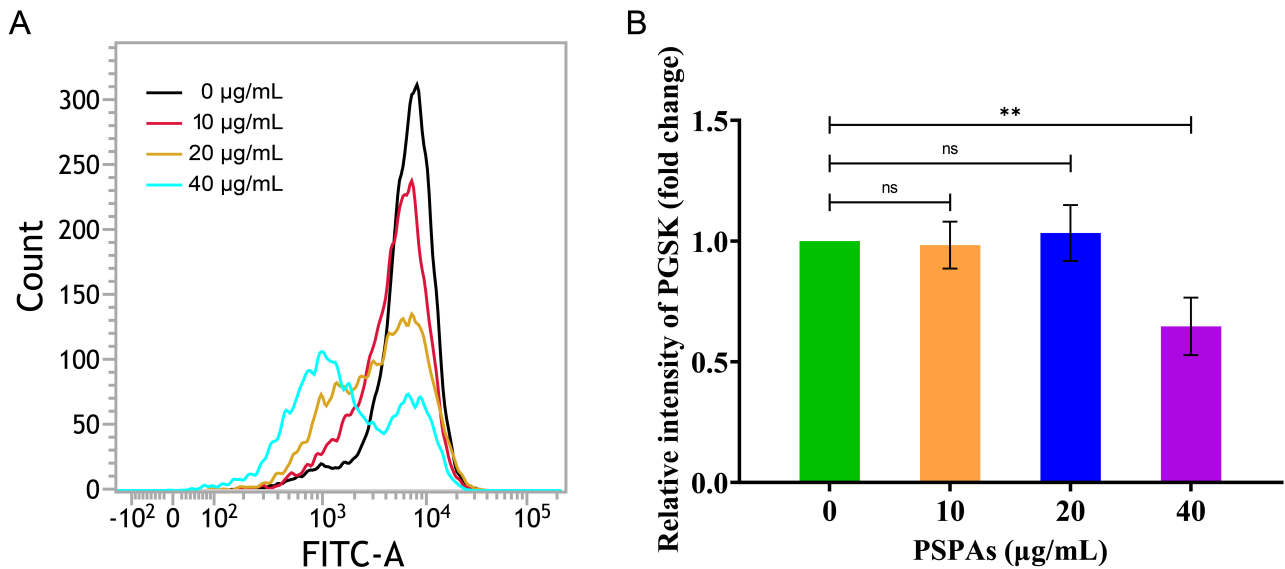 A
0 µg/mL
10 µg/mL
20 µg/mL
40 µg/mL
Count
300
250
200
150
100
50
0
-10² 0 10² 10³ 10⁴ 10⁵
FITC-A
B
Relative intensity of PGSK (fold change)
**
ns
ns
1.5
1.0
0.5
0.0
0 10 20 40
PSPAs (µg/mL)